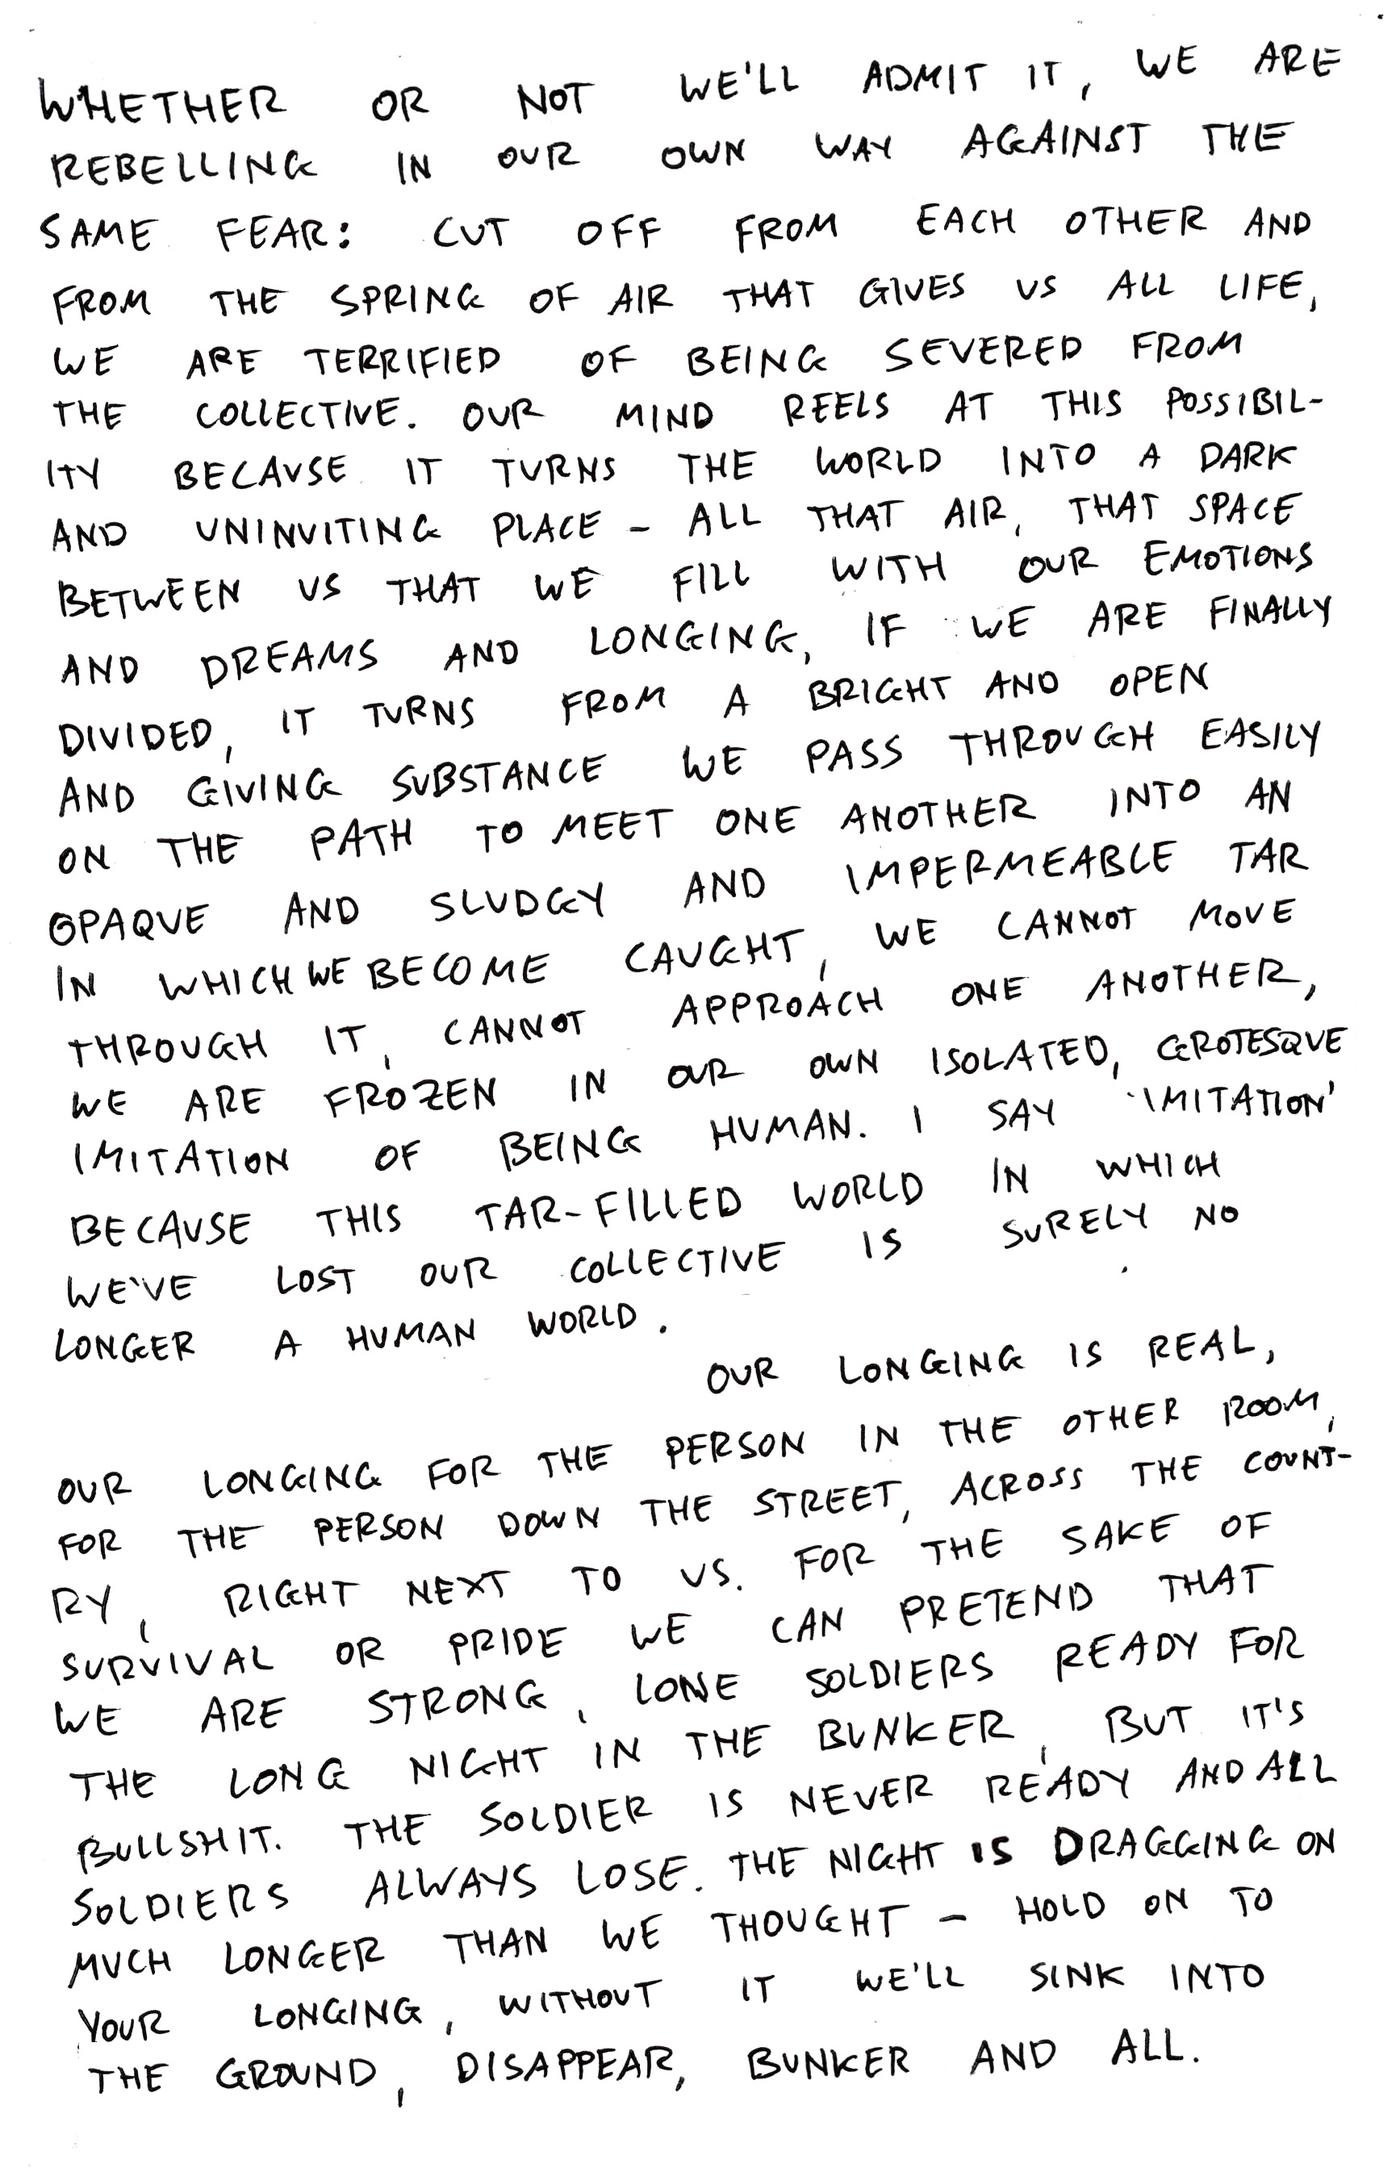 WHETHER OR NOT WE'LL ADMIT IT, WE ARE
REBELLING IN OUR OWN WAY AGAINST THE
SAME FEAR: CUT OFF FROM EACH OTHER AND
FROM THE SPRING OF AIR THAT GIVES US ALL LIFE,
WE ARE TERRIFIED OF BEING SEVERED FROM
THE COLLECTIVE. OUR MIND REELS AT THIS POSSIBIL-
ITY BECAUSE IT TURNS THE WORLD INTO A DARK
AND UNINVITING PLACE - ALL THAT AIR, THAT SPACE
BETWEEN US THAT WE FILL WITH OUR EMOTIONS
AND DREAMS AND LONGING, IF WE ARE FINALLY
DIVIDED, IT TURNS FROM A BRIGHT AND OPEN
AND GIVING SUBSTANCE WE PASS THROUGH EASILY
ON THE PATH TO MEET ONE ANOTHER INTO AN
OPAQUE AND SLUDGY AND IMPERMEABLE TAR
IN WHICH WE BECOME CAUGHT, WE CANNOT MOVE
THROUGH IT, CANNOT APPROACH ONE ANOTHER,
WE ARE FROZEN IN OUR OWN ISOLATED, GROTESQUE
IMITATION OF BEING HUMAN. I SAY 'IMITATION'
BECAUSE THIS TAR-FILLED WORLD IN WHICH
WE'VE LOST OUR COLLECTIVE IS SURELY NO
LONGER A HUMAN WORLD.
OUR LONGING IS REAL,
OUR LONGING FOR THE PERSON IN THE OTHER ROOM,
FOR THE PERSON DOWN THE STREET, ACROSS THE COUNT-
RY, RIGHT NEXT TO US. FOR THE SAKE OF
SURVIVAL OR PRIDE WE CAN PRETEND THAT
WE ARE STRONG, LONE SOLDIERS READY FOR
THE LONG NIGHT IN THE BUNKER, BUT IT'S
BULLSHIT. THE SOLDIER IS NEVER READY AND ALL
SOLDIERS ALWAYS LOSE. THE NIGHT IS DRAGGING ON
MUCH LONGER THAN WE THOUGHT - HOLD ON TO
YOUR LONGING, WITHOUT IT WE'LL SINK INTO
THE GROUND, DISAPPEAR, BUNKER AND ALL.